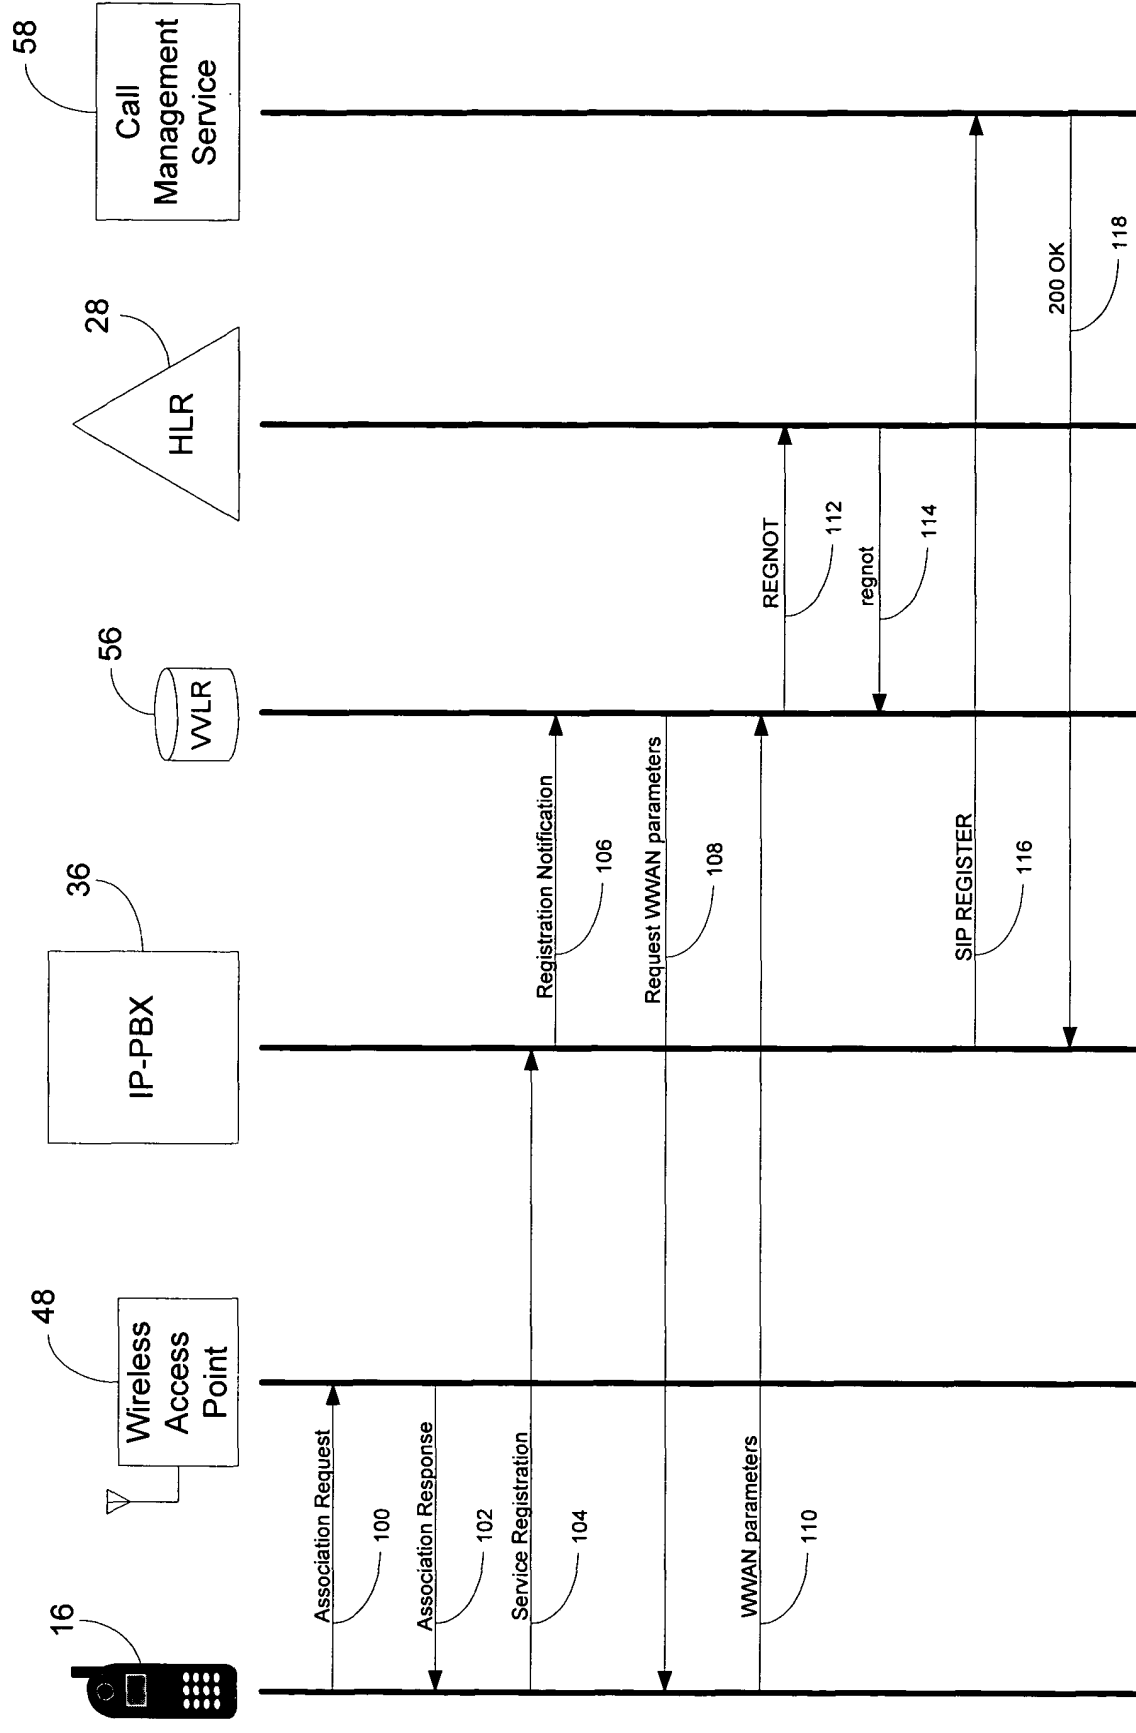 16
48
Wireless
Access
Point
36
IP-PBX
56
VVLR
28
HLR
58
Call
Management
Service
Association Request
100
Association Response
102
Service Registration
104
Registration Notification
106
Request WWAN parameters
108
WWAN parameters
110
REGNOT
112
regnot
114
SIP REGISTER
116
200 OK
118